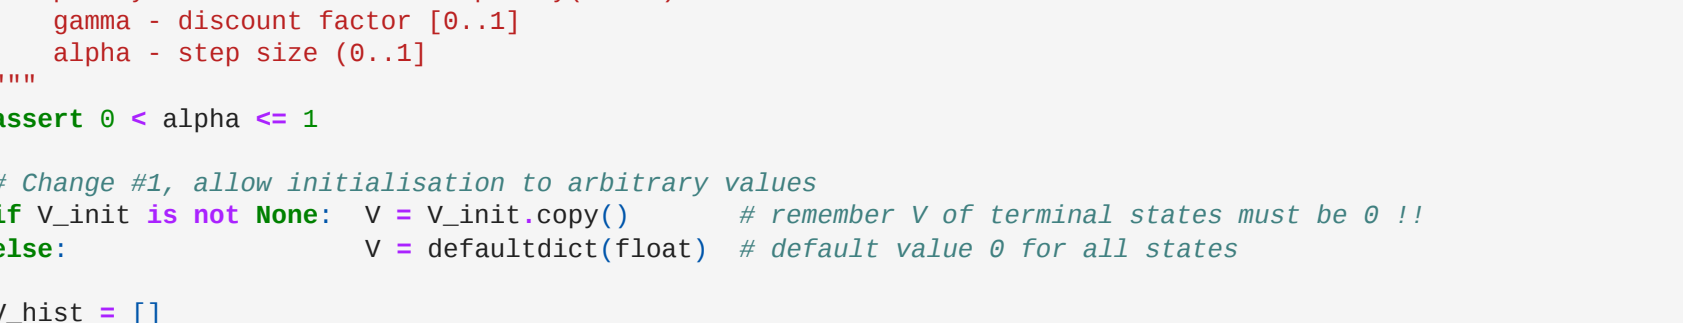 gamma - discount factor [0..1]
alpha - step size (0..1]
"""
assert 0 < alpha <= 1
# Change #1, allow initialisation to arbitrary values
if V_init is not None:  V = V_init.copy()       # remember V of terminal states must be 0 !!
else:                   V = defaultdict(float)  # default value 0 for all states
V_hist = []